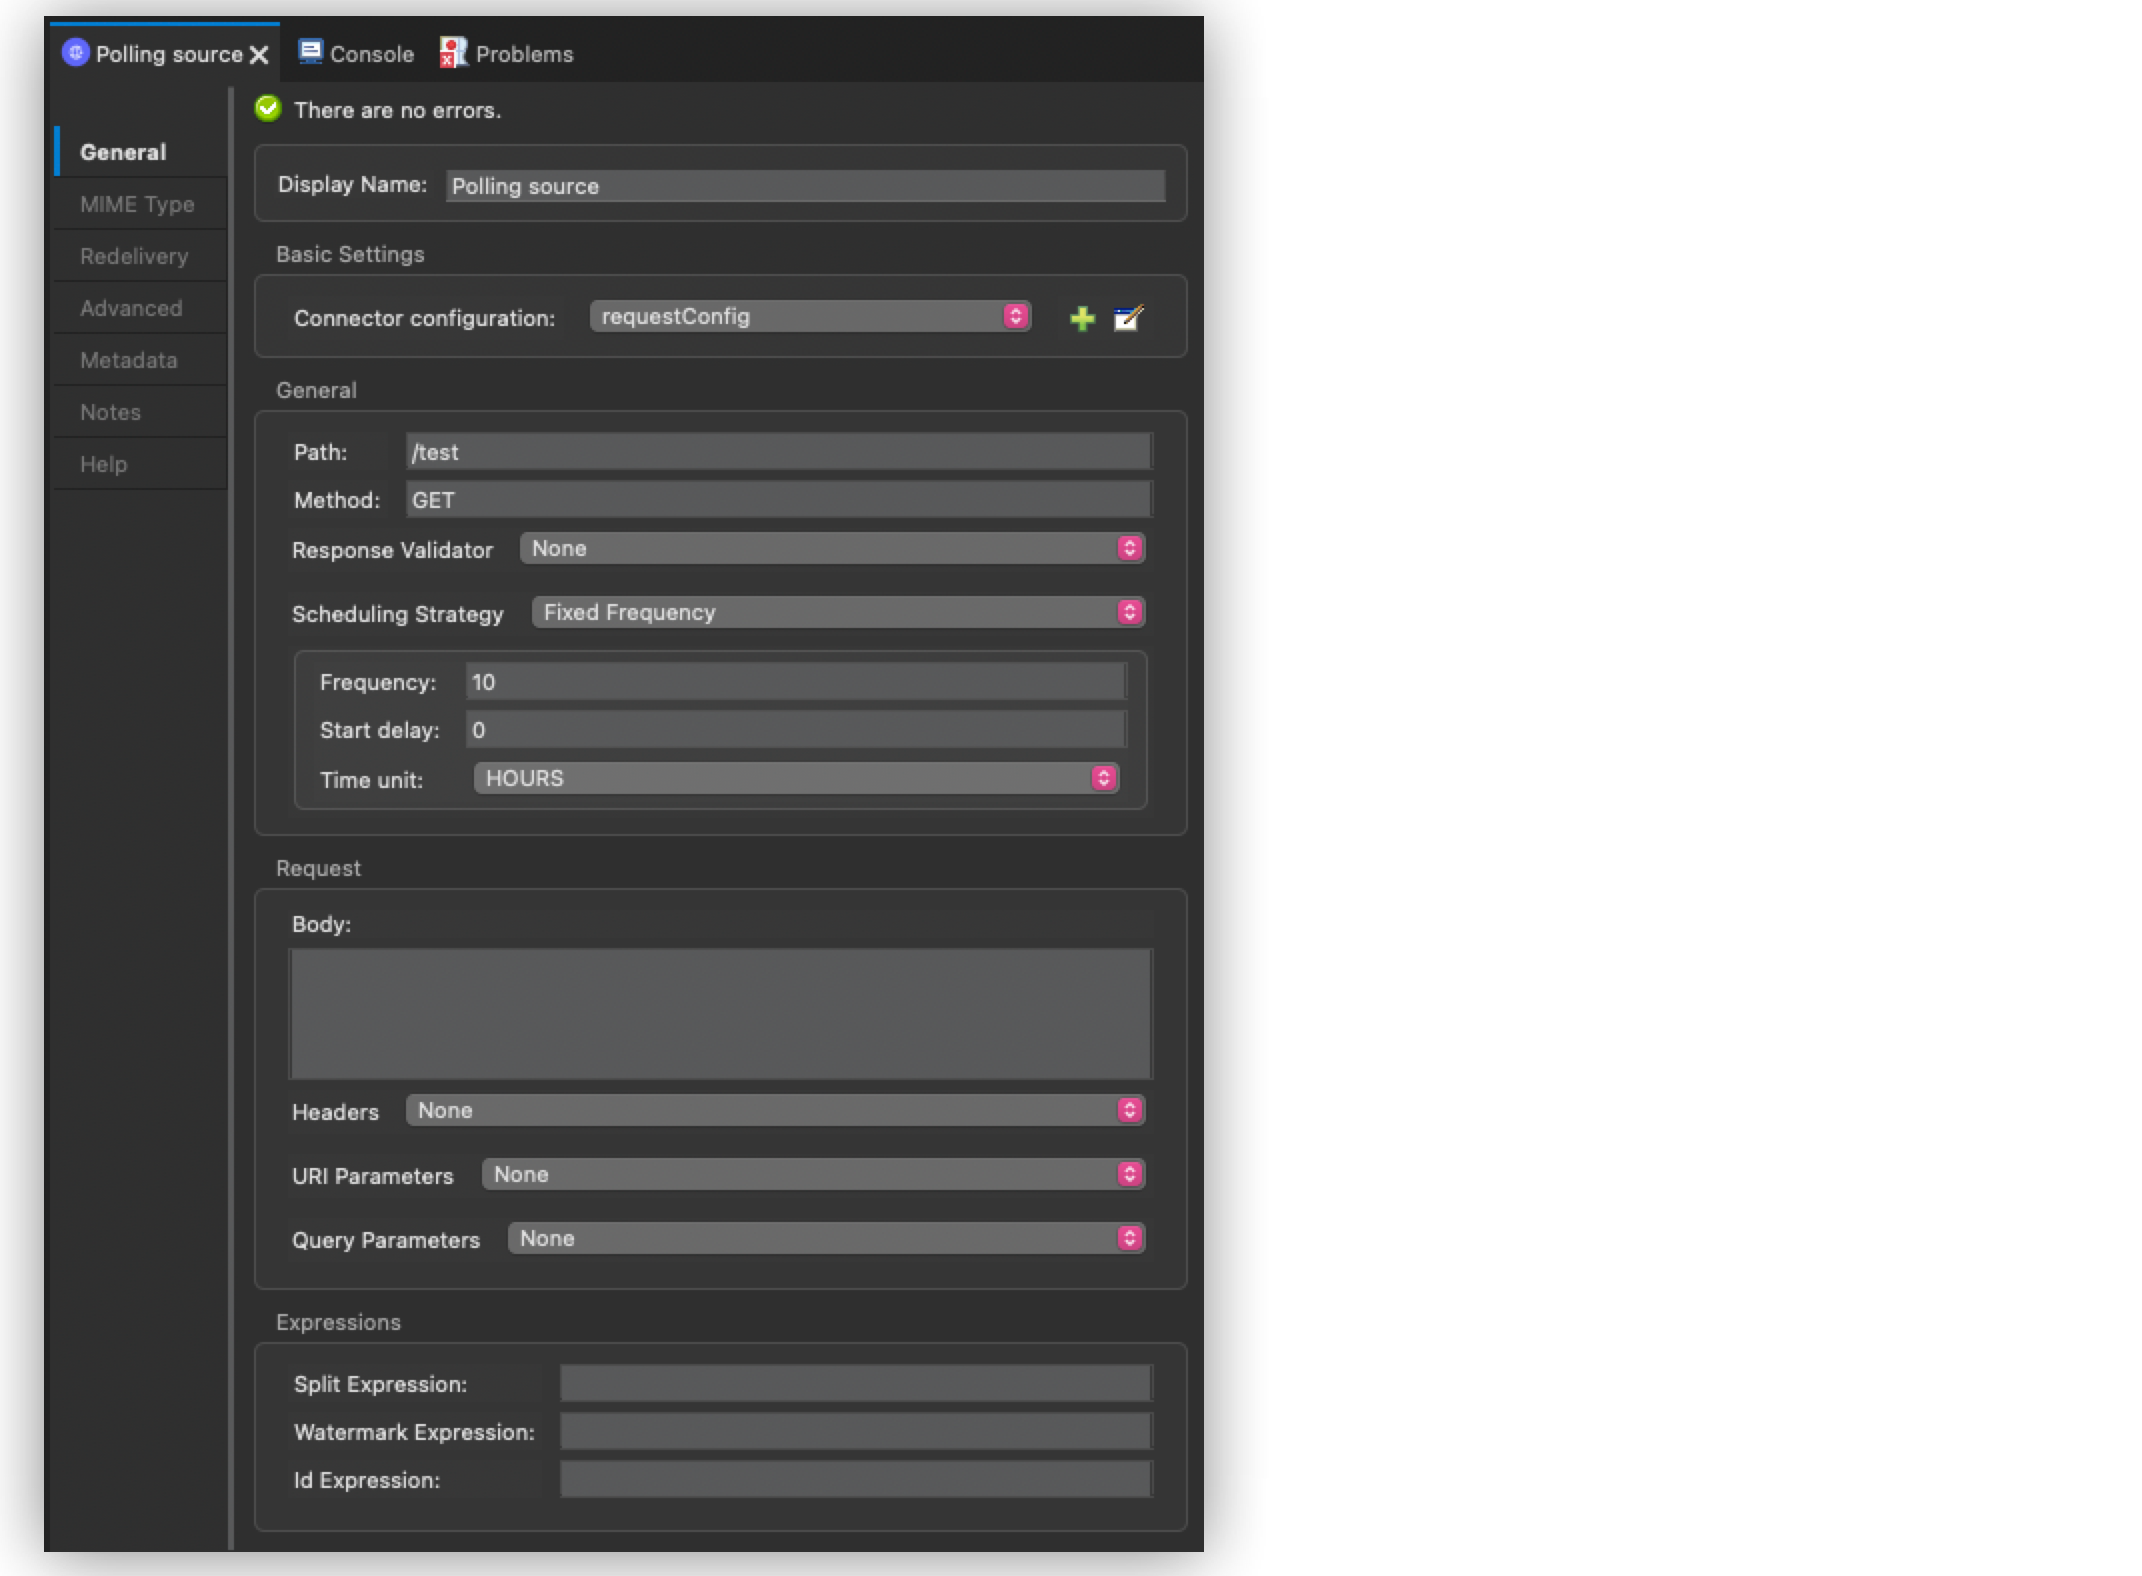 Polling source Console Problems
There are no errors.
General
MIME Type
Redelivery
Advanced
Metadata
Notes
Help
Display Name: Polling source
Basic Settings
Connector configuration: requestConfig
General
Path: /test
Method: GET
Response Validator None
Scheduling Strategy Fixed Frequency
Frequency: 10
Start delay: 0
Time unit: HOURS
Request
Body:
Headers None
URI Parameters None
Query Parameters None
Expressions
Split Expression:
Watermark Expression:
Id Expression: